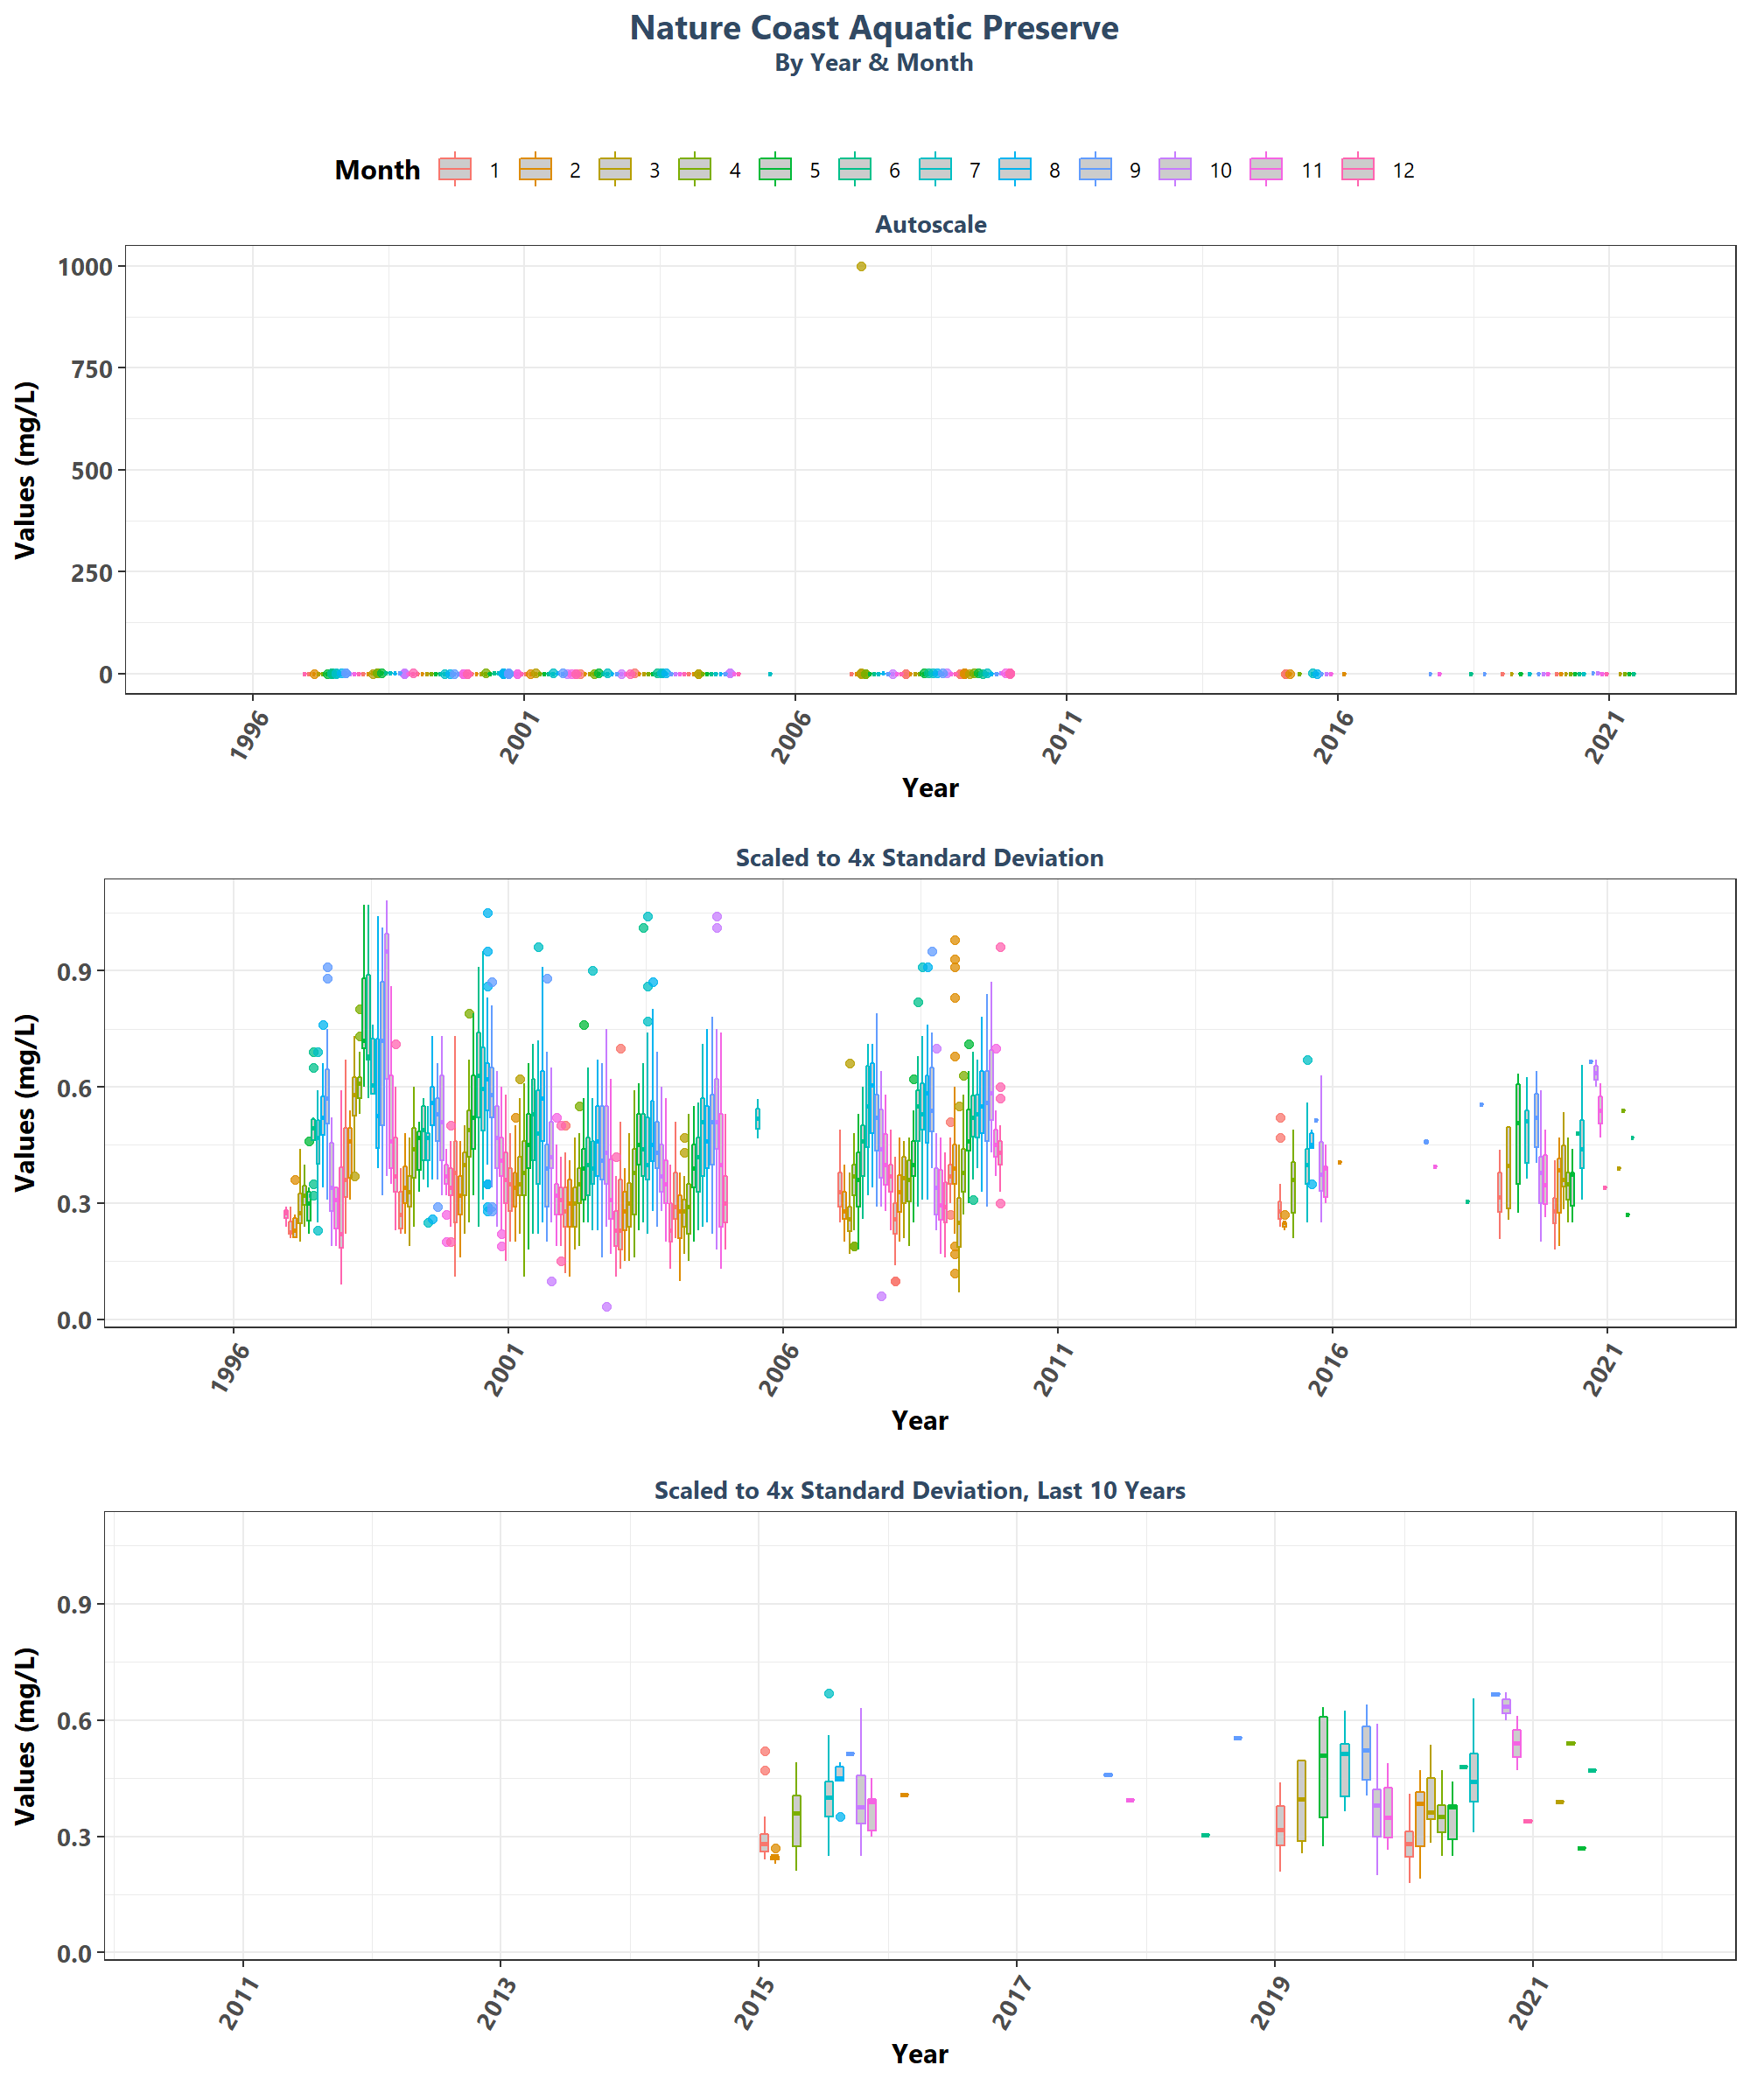 Nature Coast Aquatic Preserve
By Year & Month
Month 1 2 3 4 5 6 7 8 9 10 11 12
Autoscale
Values (mg/L)
1000
750
500
250
0
1996 2001 2006 2011 2016 2021
Year
Scaled to 4x Standard Deviation
Values (mg/L)
0.9
0.6
0.3
0.0
1996 2001 2006 2011 2016 2021
Year
Scaled to 4x Standard Deviation, Last 10 Years
Values (mg/L)
0.9
0.6
0.3
0.0
2011 2013 2015 2017 2019 2021
Year